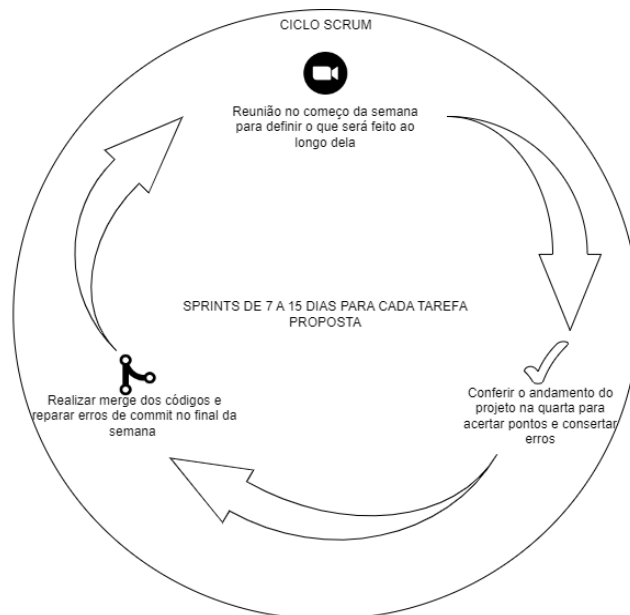 CICLO SCRUM
Reunião no começo da semana
para definir o que será feito ao
longo dela
SPRINTS DE 7 A 15 DIAS PARA CADA TAREFA
PROPOSTA
Conferir o andamento do
projeto na quarta para
acertar pontos e consertar
erros
Realizar merge dos códigos e
reparar erros de commit no final da
semana